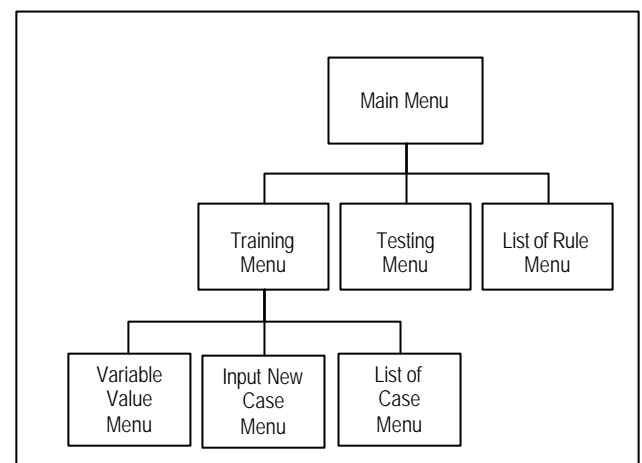 Main Menu
Training
Menu
Testing
Menu
List of Rule
Menu
Variable
Value
Menu
Input New
Case
Menu
List of
Case
Menu